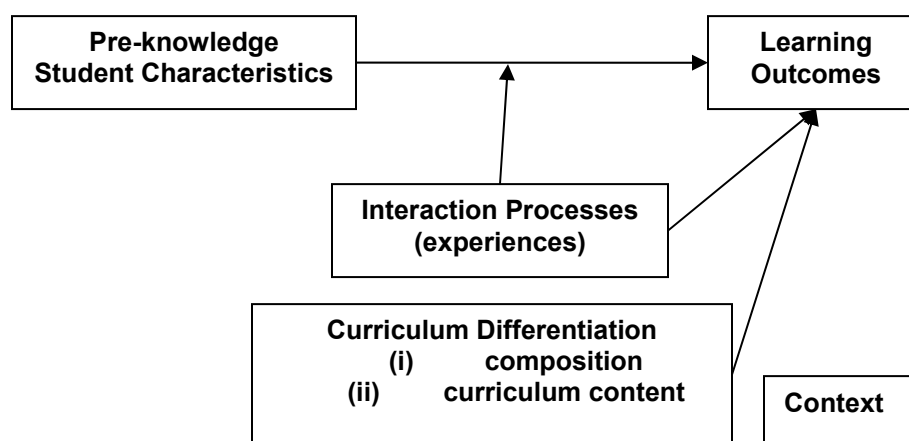 Pre-knowledge
Student Characteristics
Learning
Outcomes
Interaction Processes
(experiences)
Curriculum Differentiation
(i) composition
(ii) curriculum content
Context